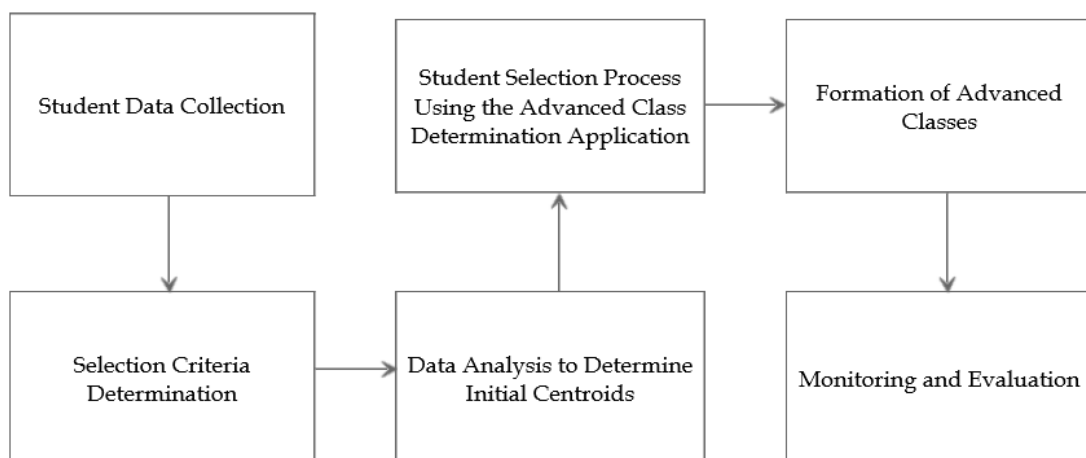 Student Data Collection
Student Selection Process
Using the Advanced Class
Determination Application
Formation of Advanced
Classes
Selection Criteria
Determination
Data Analysis to Determine
Initial Centroids
Monitoring and Evaluation